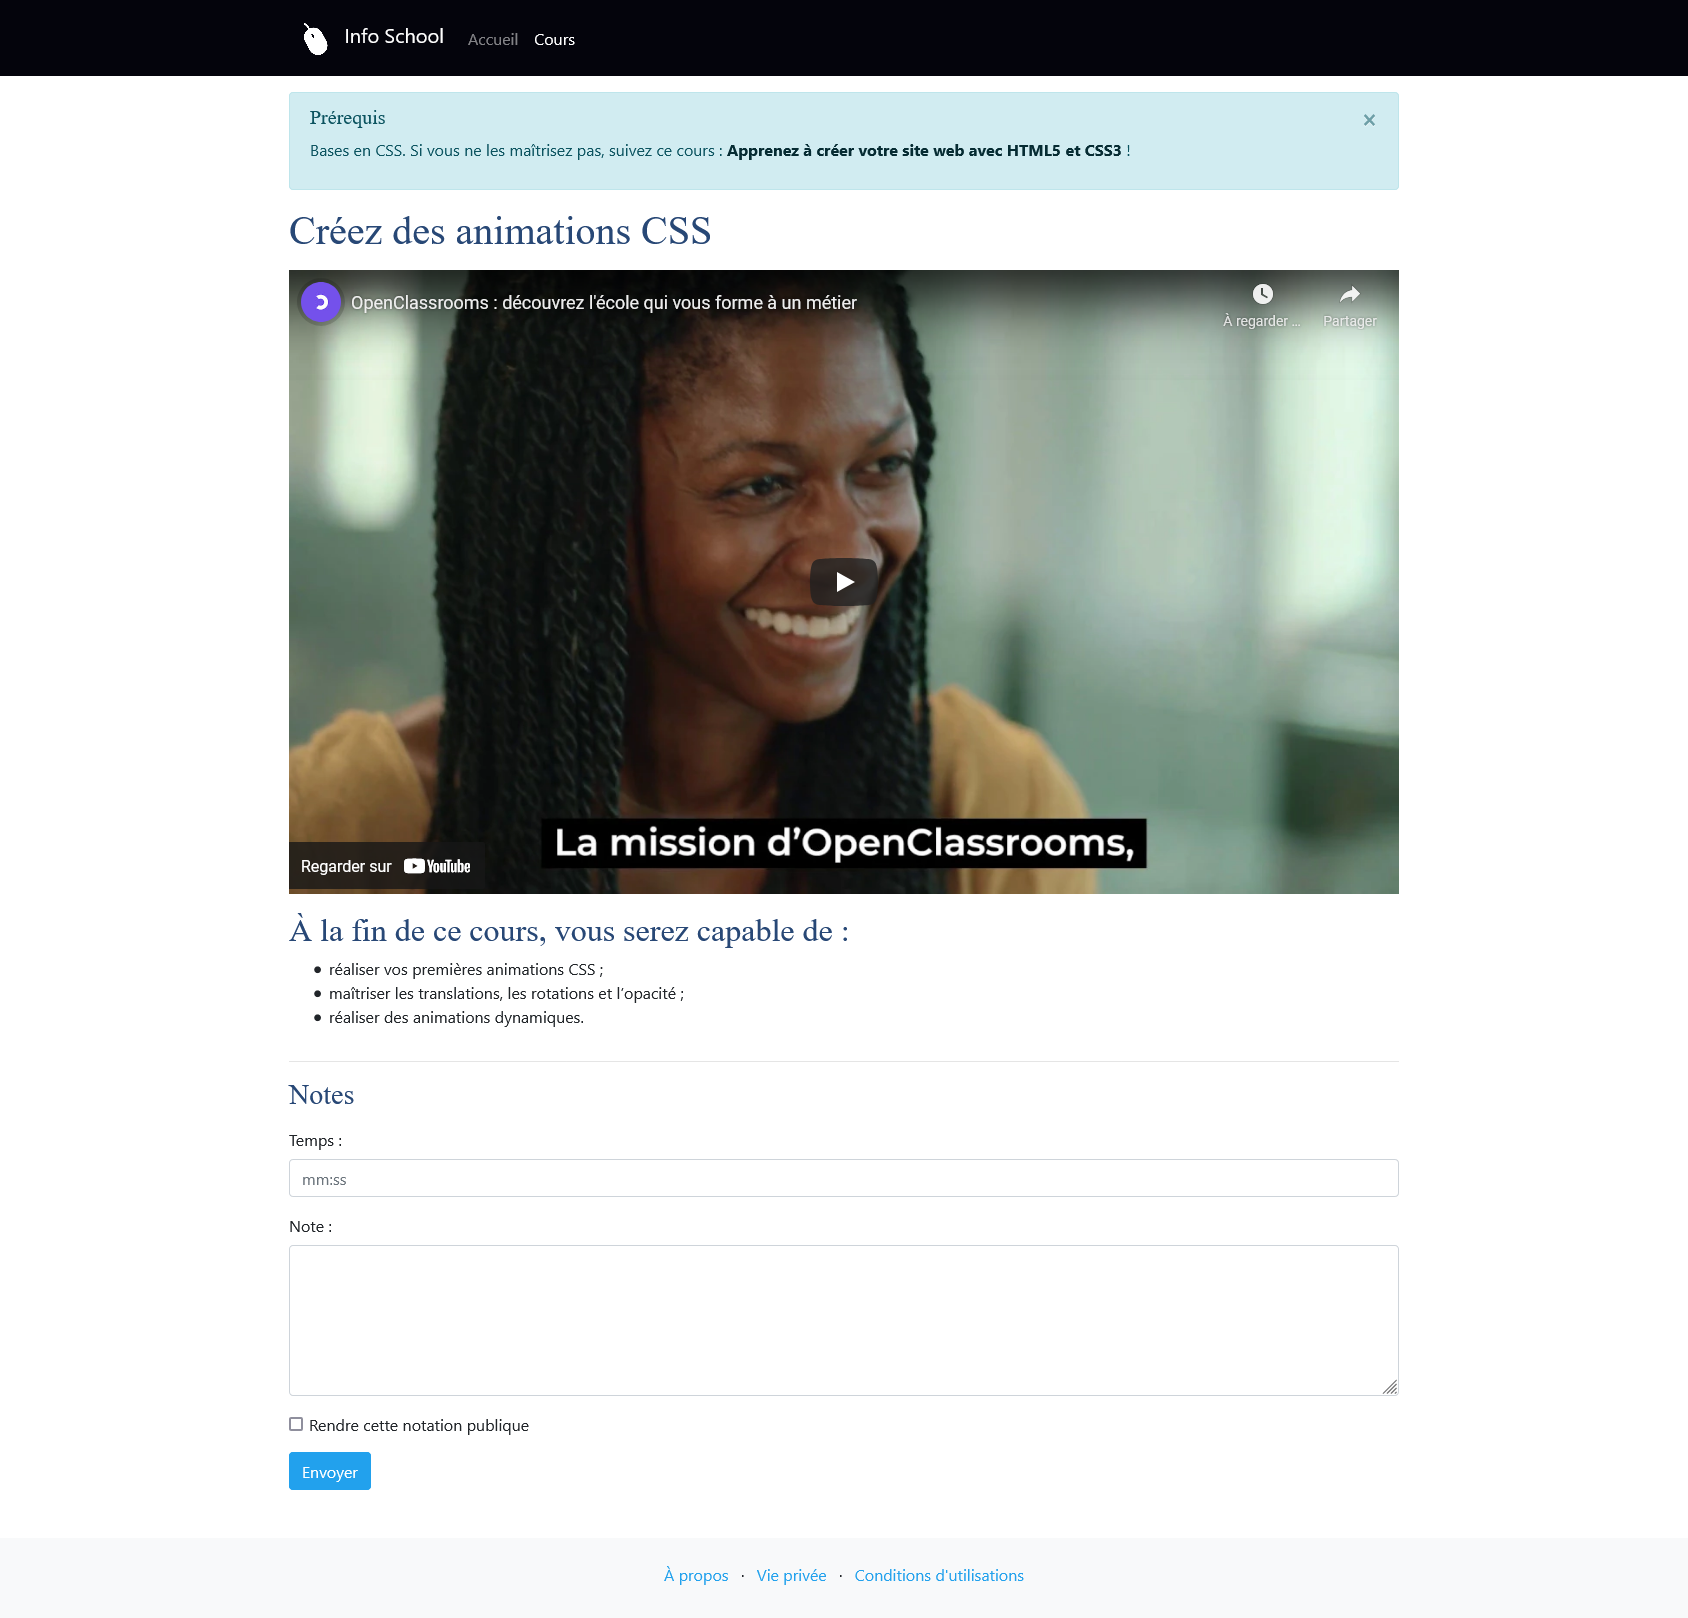 Info School Accueil Cours
Prérequis ×
Bases en CSS. Si vous ne les maîtrisez pas, suivez ce cours : Apprenez à créer votre site web avec HTML5 et CSS3 !
Créez des animations CSS
OpenClassrooms : découvrez l'école qui vous forme à un métier
À regarder ... Partager
La mission d’OpenClassrooms,
Regarder sur YouTube
À la fin de ce cours, vous serez capable de :
• réaliser vos premières animations CSS ;
• maîtriser les translations, les rotations et l’opacité ;
• réaliser des animations dynamiques.
Notes
Temps :
mm:ss
Note :
Rendre cette notation publique
Envoyer
À propos · Vie privée · Conditions d'utilisations